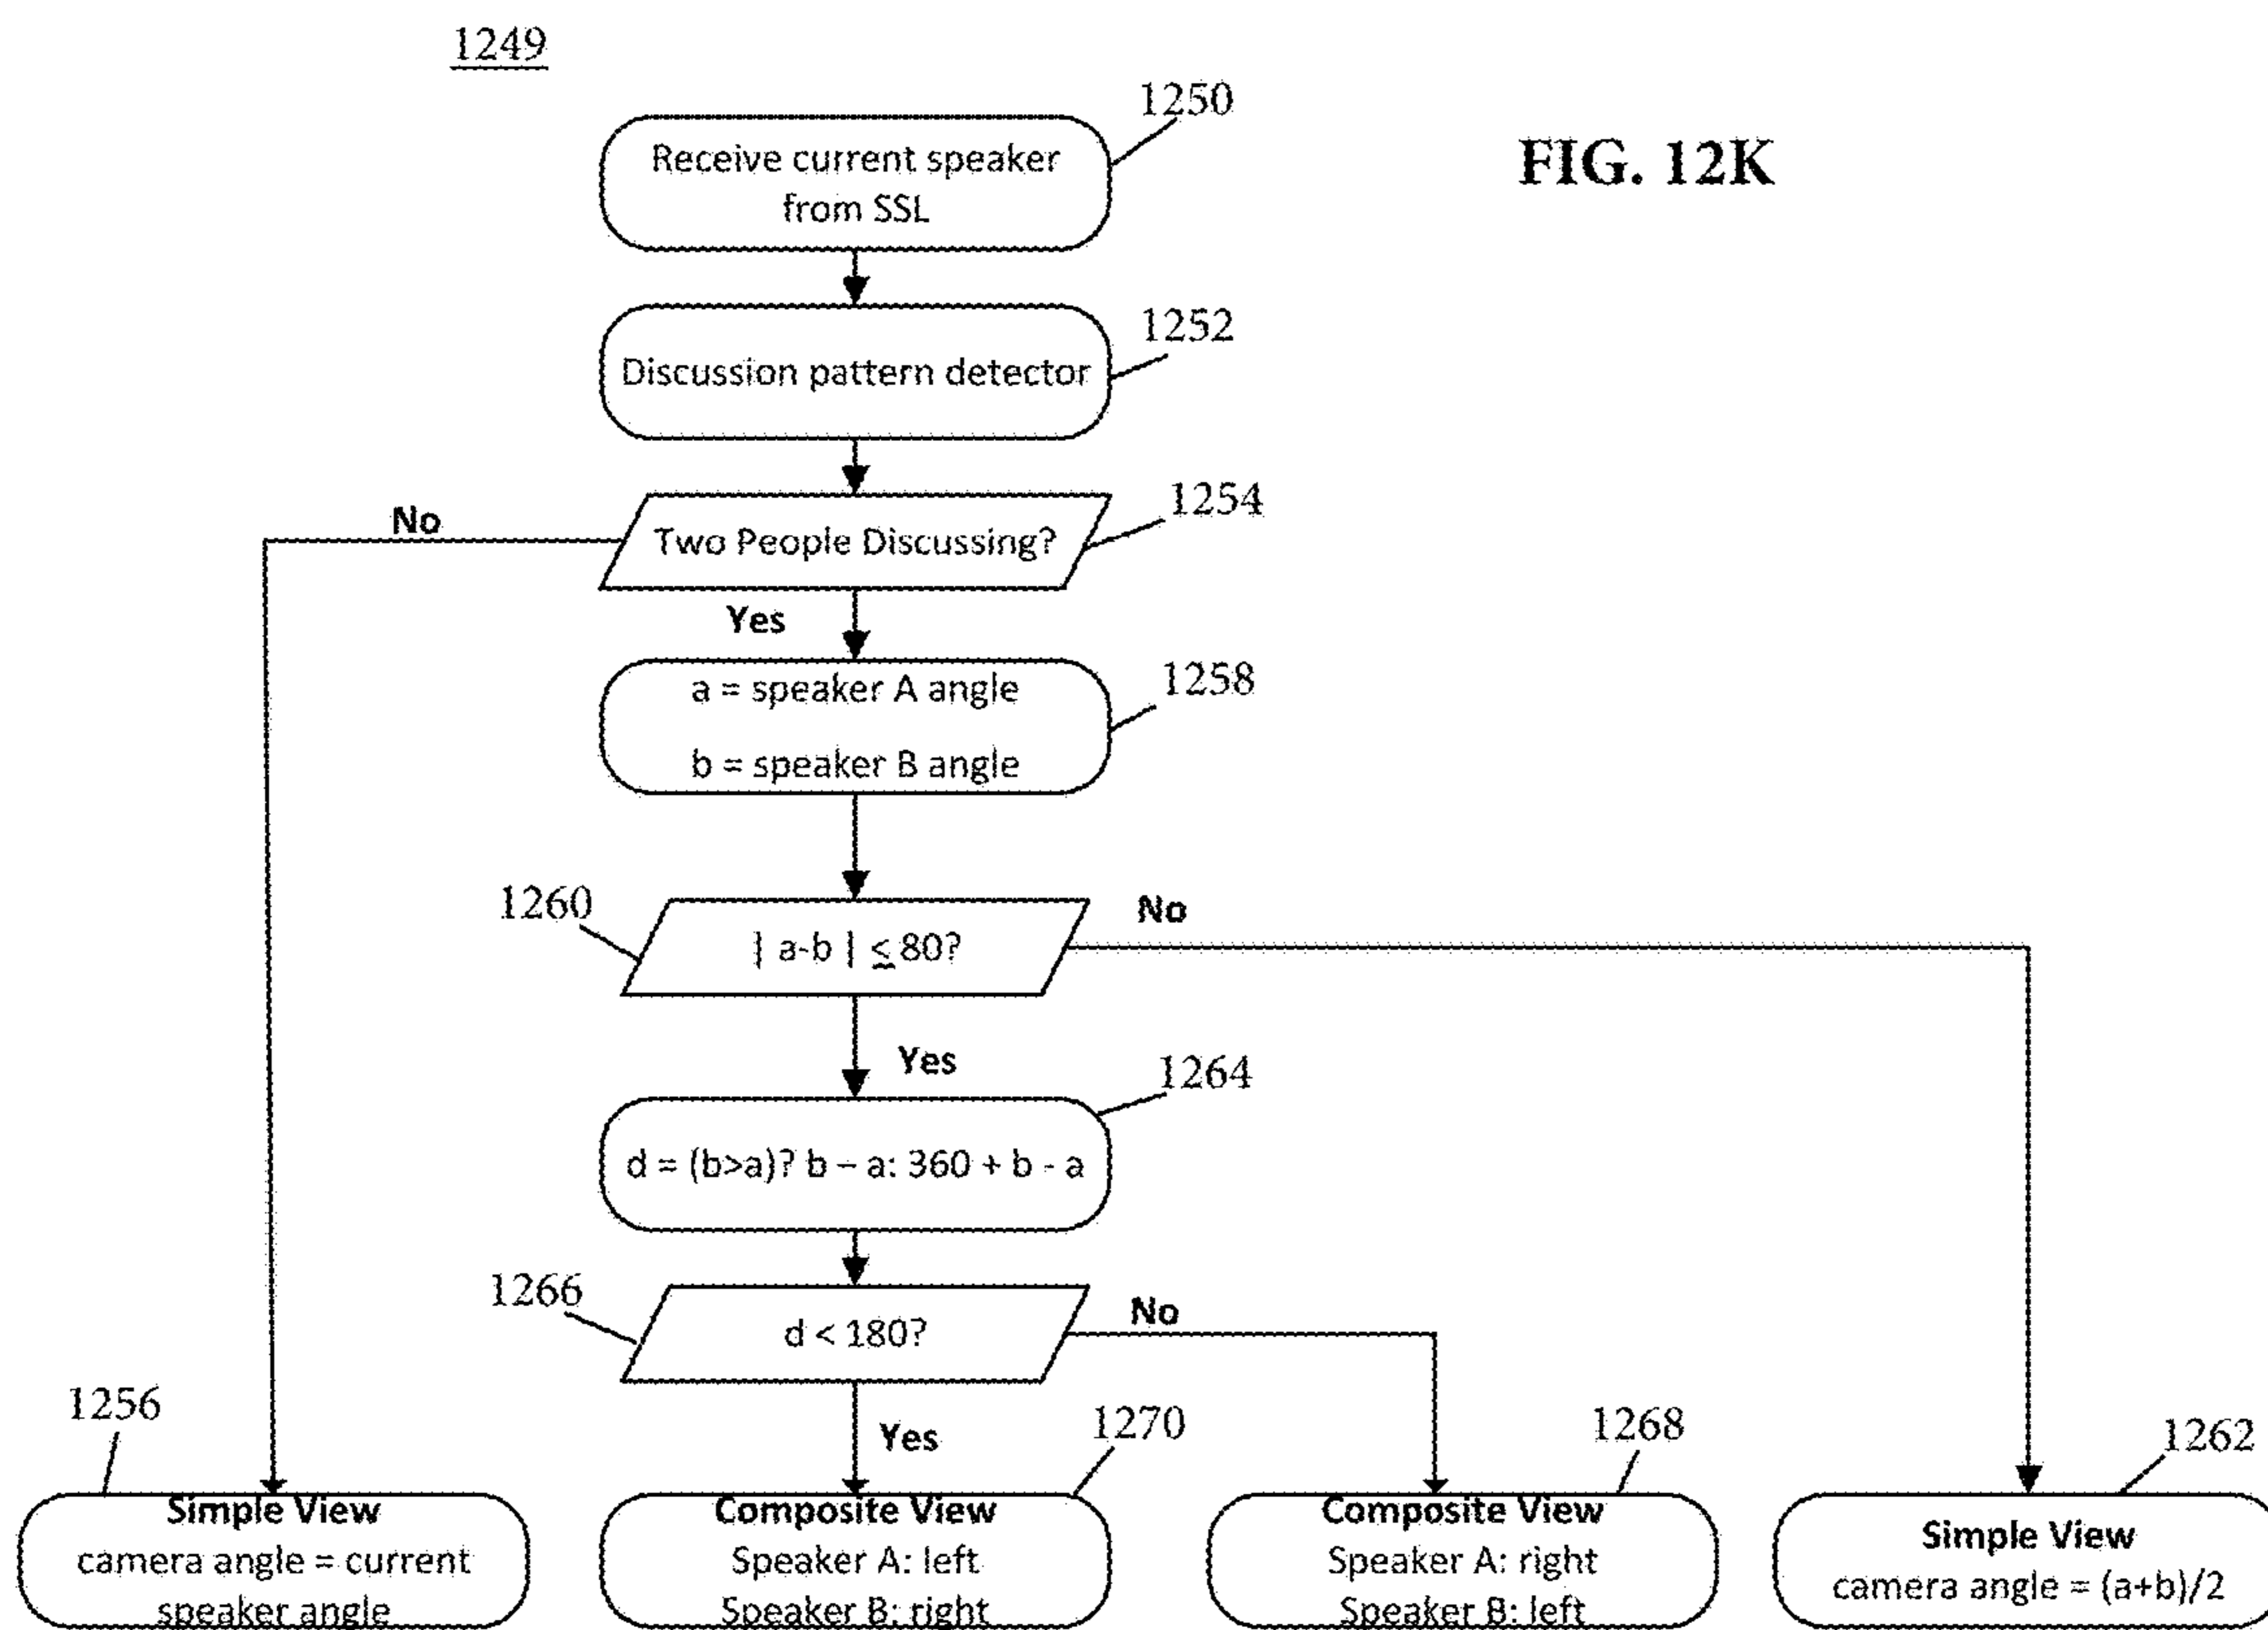 1249
1250
Receive current speaker
from SSL
FIG. 12K
1252
Discussion pattern detector
1254
No
Two People Discussing?
Yes
1258
a = speaker A angle
b = speaker B angle
1260
No
| a-b | ≤ 80?
Yes
1264
d = (b>a)? b – a: 360 + b - a
1266
No
d < 180?
1256
Yes
1270
1268
1262
Simple View
camera angle = current
speaker angle
Composite View
Speaker A: left
Speaker B: right
Composite View
Speaker A: right
Speaker B: left
Simple View
camera angle = (a+b)/2